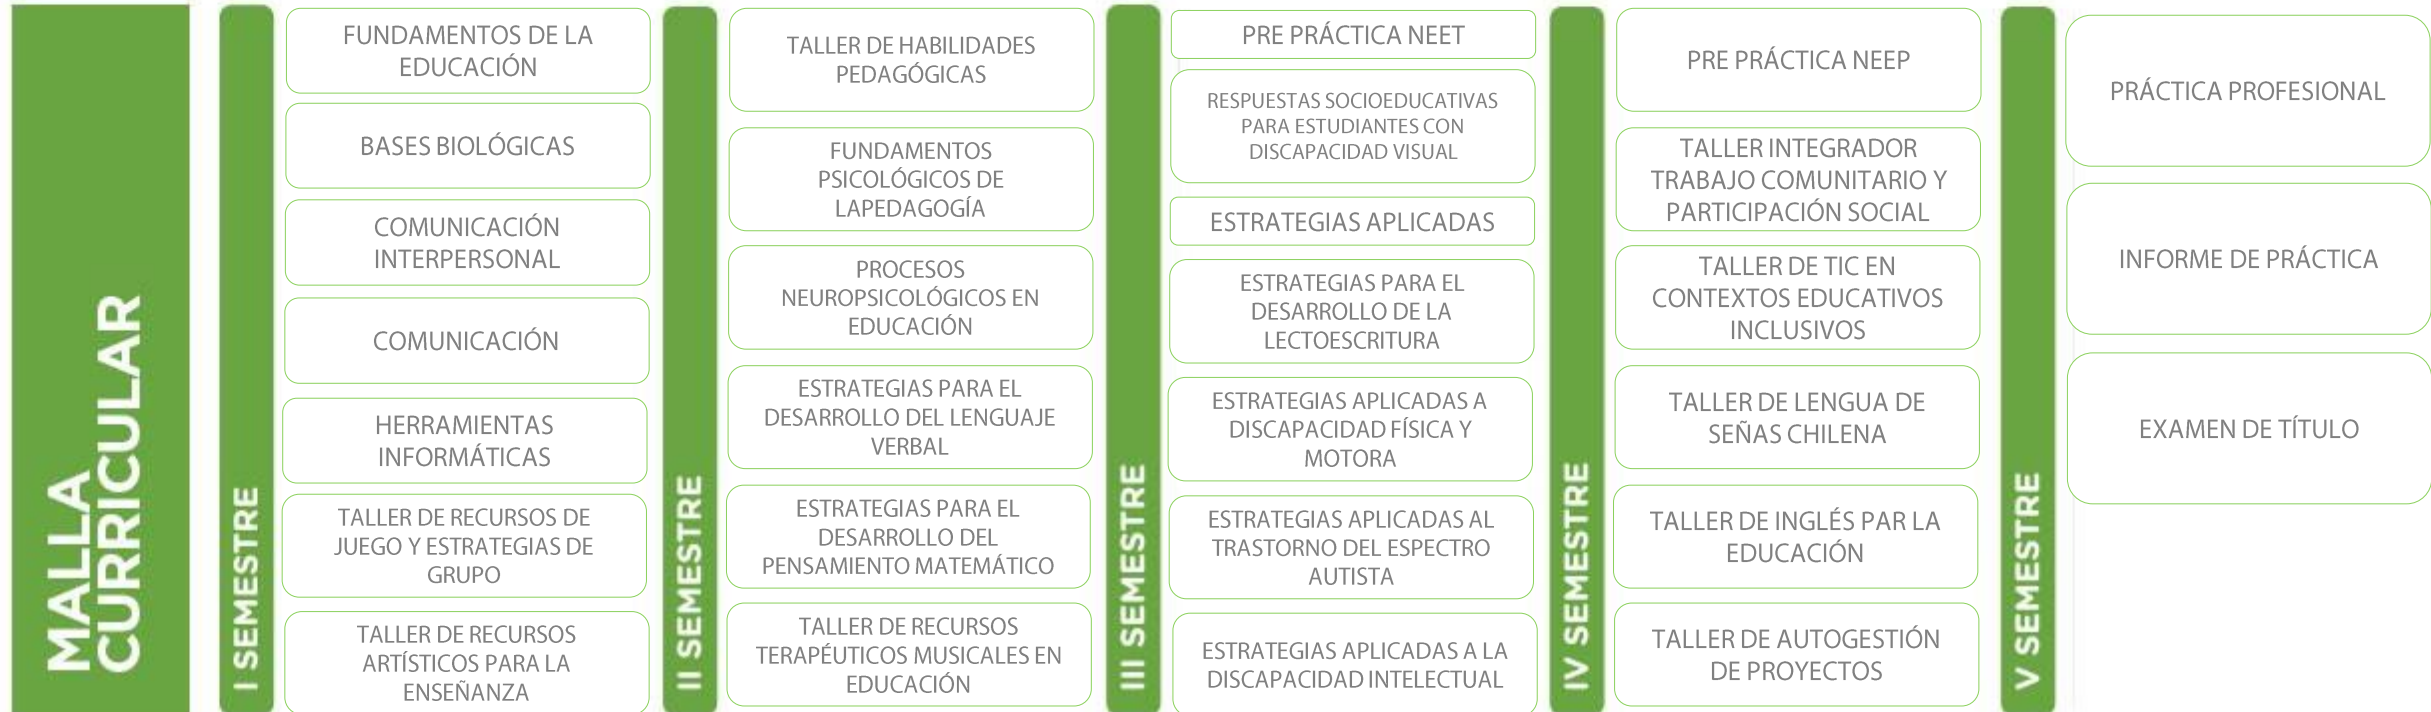 MALLA
CURRICULAR
I SEMESTRE
FUNDAMENTOS DE LA
EDUCACIÓN
BASES BIOLÓGICAS
COMUNICACIÓN
INTERPERSONAL
COMUNICACIÓN
HERRAMIENTAS
INFORMÁTICAS
TALLER DE RECURSOS DE
JUEGO Y ESTRATEGIAS DE
GRUPO
TALLER DE RECURSOS
ARTÍSTICOS PARA LA
ENSEÑANZA
II SEMESTRE
TALLER DE HABILIDADES
PEDAGÓGICAS
FUNDAMENTOS
PSICOLÓGICOS DE
LAPEDAGOGÍA
PROCESOS
NEUROPSICOLÓGICOS EN
EDUCACIÓN
ESTRATEGIAS PARA EL
DESARROLLO DEL LENGUAJE
VERBAL
ESTRATEGIAS PARA EL
DESARROLLO DEL
PENSAMIENTO MATEMÁTICO
TALLER DE RECURSOS
TERAPÉUTICOS MUSICALES EN
EDUCACIÓN
III SEMESTRE
PRE PRÁCTICA NEET
RESPUESTAS SOCIOEDUCATIVAS
PARA ESTUDIANTES CON
DISCAPACIDAD VISUAL
ESTRATEGIAS APLICADAS
ESTRATEGIAS PARA EL
DESARROLLO DE LA
LECTOESCRITURA
ESTRATEGIAS APLICADAS A
DISCAPACIDAD FÍSICA Y
MOTORA
ESTRATEGIAS APLICADAS AL
TRASTORNO DEL ESPECTRO
AUTISTA
ESTRATEGIAS APLICADAS A LA
DISCAPACIDAD INTELECTUAL
IV SEMESTRE
PRE PRÁCTICA NEEP
TALLER INTEGRADOR
TRABAJO COMUNITARIO Y
PARTICIPACIÓN SOCIAL
TALLER DE TIC EN
CONTEXTOS EDUCATIVOS
INCLUSIVOS
TALLER DE LENGUA DE
SEÑAS CHILENA
TALLER DE INGLÉS PAR LA
EDUCACIÓN
TALLER DE AUTOGESTIÓN
DE PROYECTOS
V SEMESTRE
PRÁCTICA PROFESIONAL
INFORME DE PRÁCTICA
EXAMEN DE TÍTULO